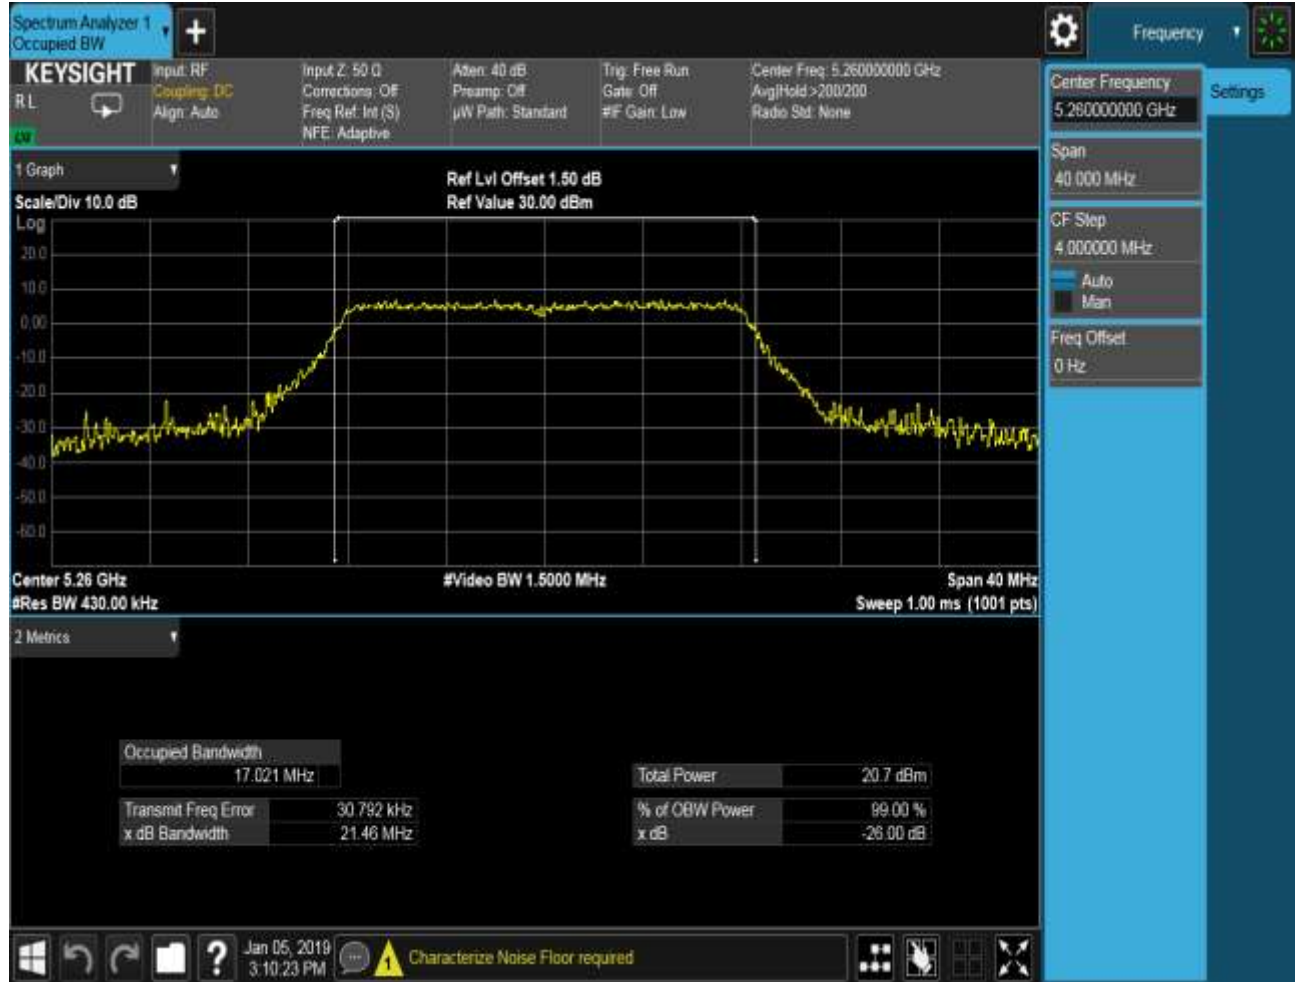 Spectrum Analyzer 1
Occupied BW
Frequency
KEYSIGHT
R L
Input: RF
Coupling: DC
Align: Auto
Input Z: 50 Ω
Corrections: Off
Freq Ref: Int (S)
NFE: Adaptive
Atten: 40 dB
Preamp: Off
µW Path: Standard
Trig: Free Run
Gate: Off
#IF Gain: Low
Center Freq: 5.260000000 GHz
Avg|Hold:>200/200
Radio Std: None
Center Frequency
5.260000000 GHz
Settings
Span
40.000 MHz
CF Step
4.000000 MHz
Auto
Man
Freq Offset
0 Hz
1 Graph
Scale/Div 10.0 dB
Ref Lvl Offset 1.50 dB
Ref Value 30.00 dBm
Log
20.0
10.0
0.00
-10.0
-20.0
-30.0
-40.0
-50.0
-60.0
Center 5.26 GHz
#Video BW 1.5000 MHz
Span 40 MHz
#Res BW 430.00 kHz
Sweep 1.00 ms (1001 pts)
2 Metrics
Occupied Bandwidth
17.021 MHz
Total Power 20.7 dBm
Transmit Freq Error 30.792 kHz
% of OBW Power 99.00 %
x dB Bandwidth 21.46 MHz
x dB -26.00 dB
Jan 05, 2019
3:10:23 PM
1
Characterize Noise Floor required